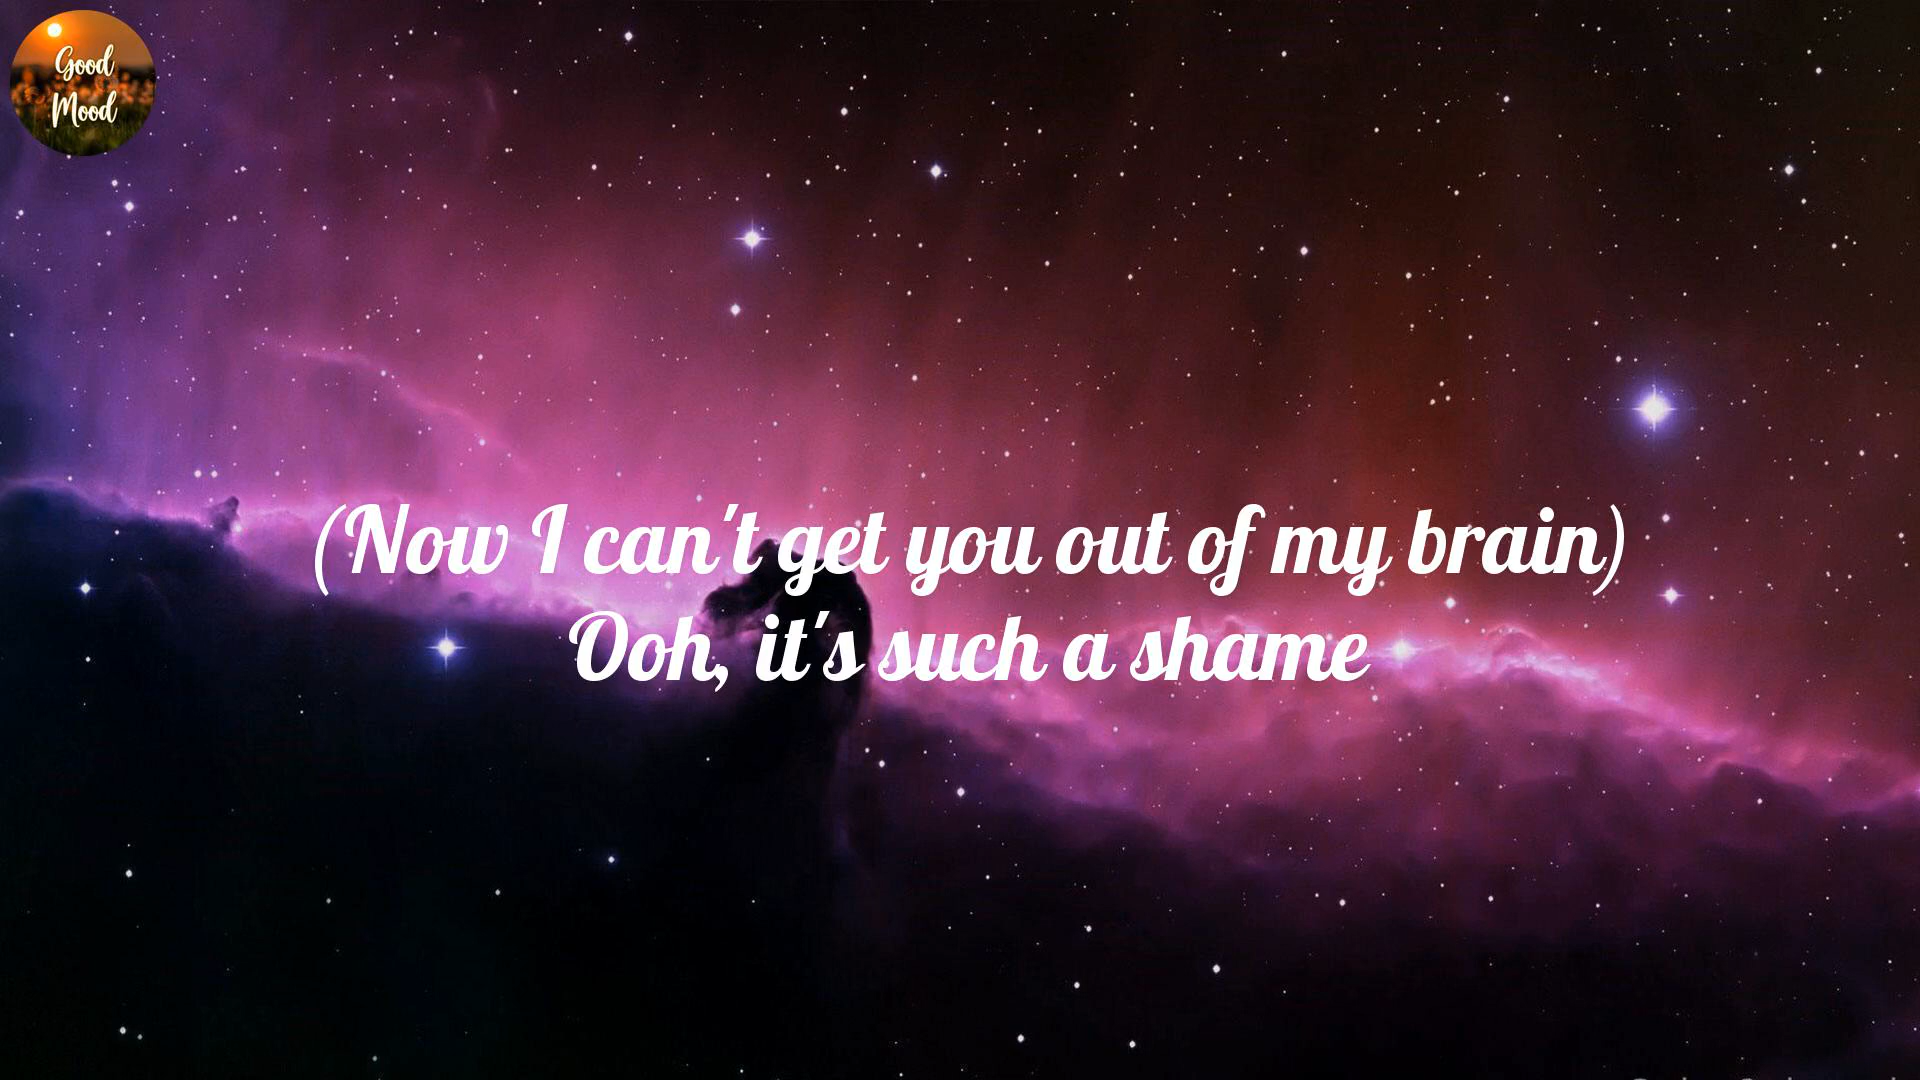 Good
Mood
(Now I can't get you out of my brain)
Ooh, it's such a shame